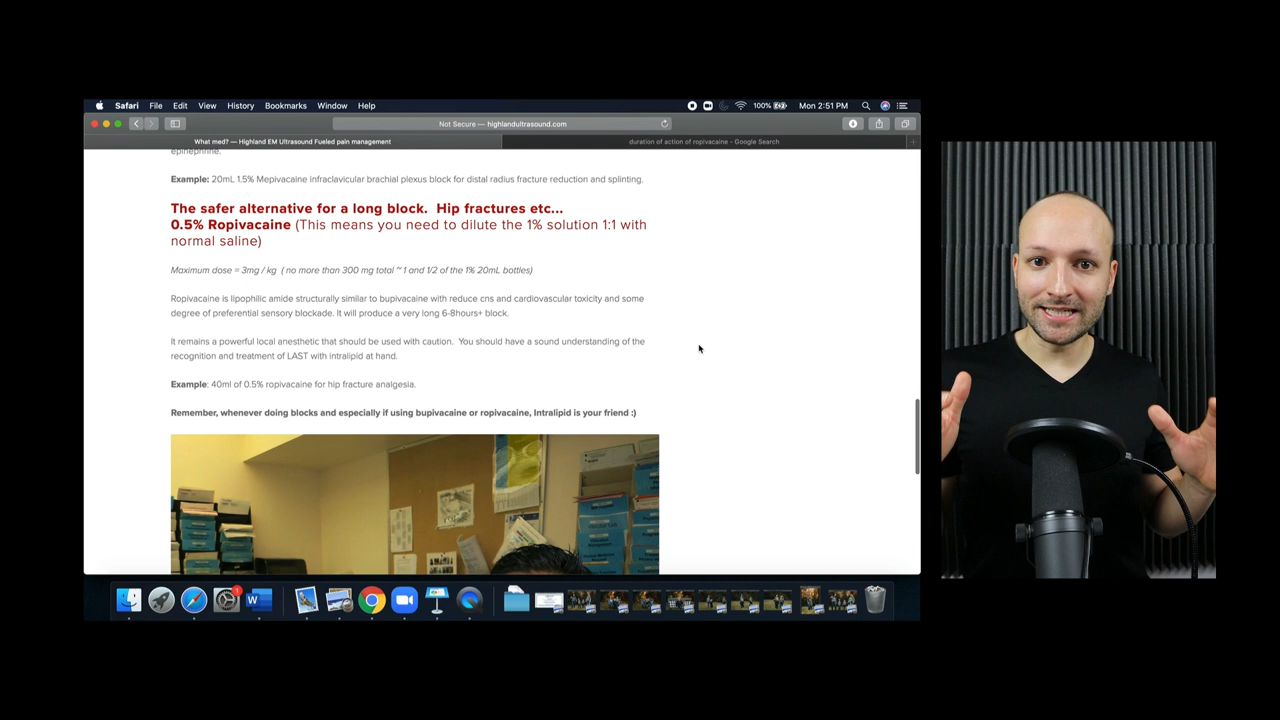 Safari File Edit View History Bookmarks Window Help 100% Mon 2:51 PM
Not Secure — highlandultrasound.com
What med? — Highland EM Ultrasound Fueled pain management
duration of action of ropivacaine - Google Search
epinephrine.
Example: 20mL 1.5% Mepivacaine infraclavicular brachial plexus block for distal radius fracture reduction and splinting.
The safer alternative for a long block. Hip fractures etc...
0.5% Ropivacaine (This means you need to dilute the 1% solution 1:1 with
normal saline)
Maximum dose = 3mg / kg ( no more than 300 mg total ~ 1 and 1/2 of the 1% 20mL bottles)
Ropivacaine is lipophilic amide structurally similar to bupivacaine with reduce cns and cardiovascular toxicity and some
degree of preferential sensory blockade. It will produce a very long 6-8hours+ block.
It remains a powerful local anesthetic that should be used with caution. You should have a sound understanding of the
recognition and treatment of LAST with intralipid at hand.
Example: 40ml of 0.5% ropivacaine for hip fracture analgesia.
Remember, whenever doing blocks and especially if using bupivacaine or ropivacaine, Intralipid is your friend :)